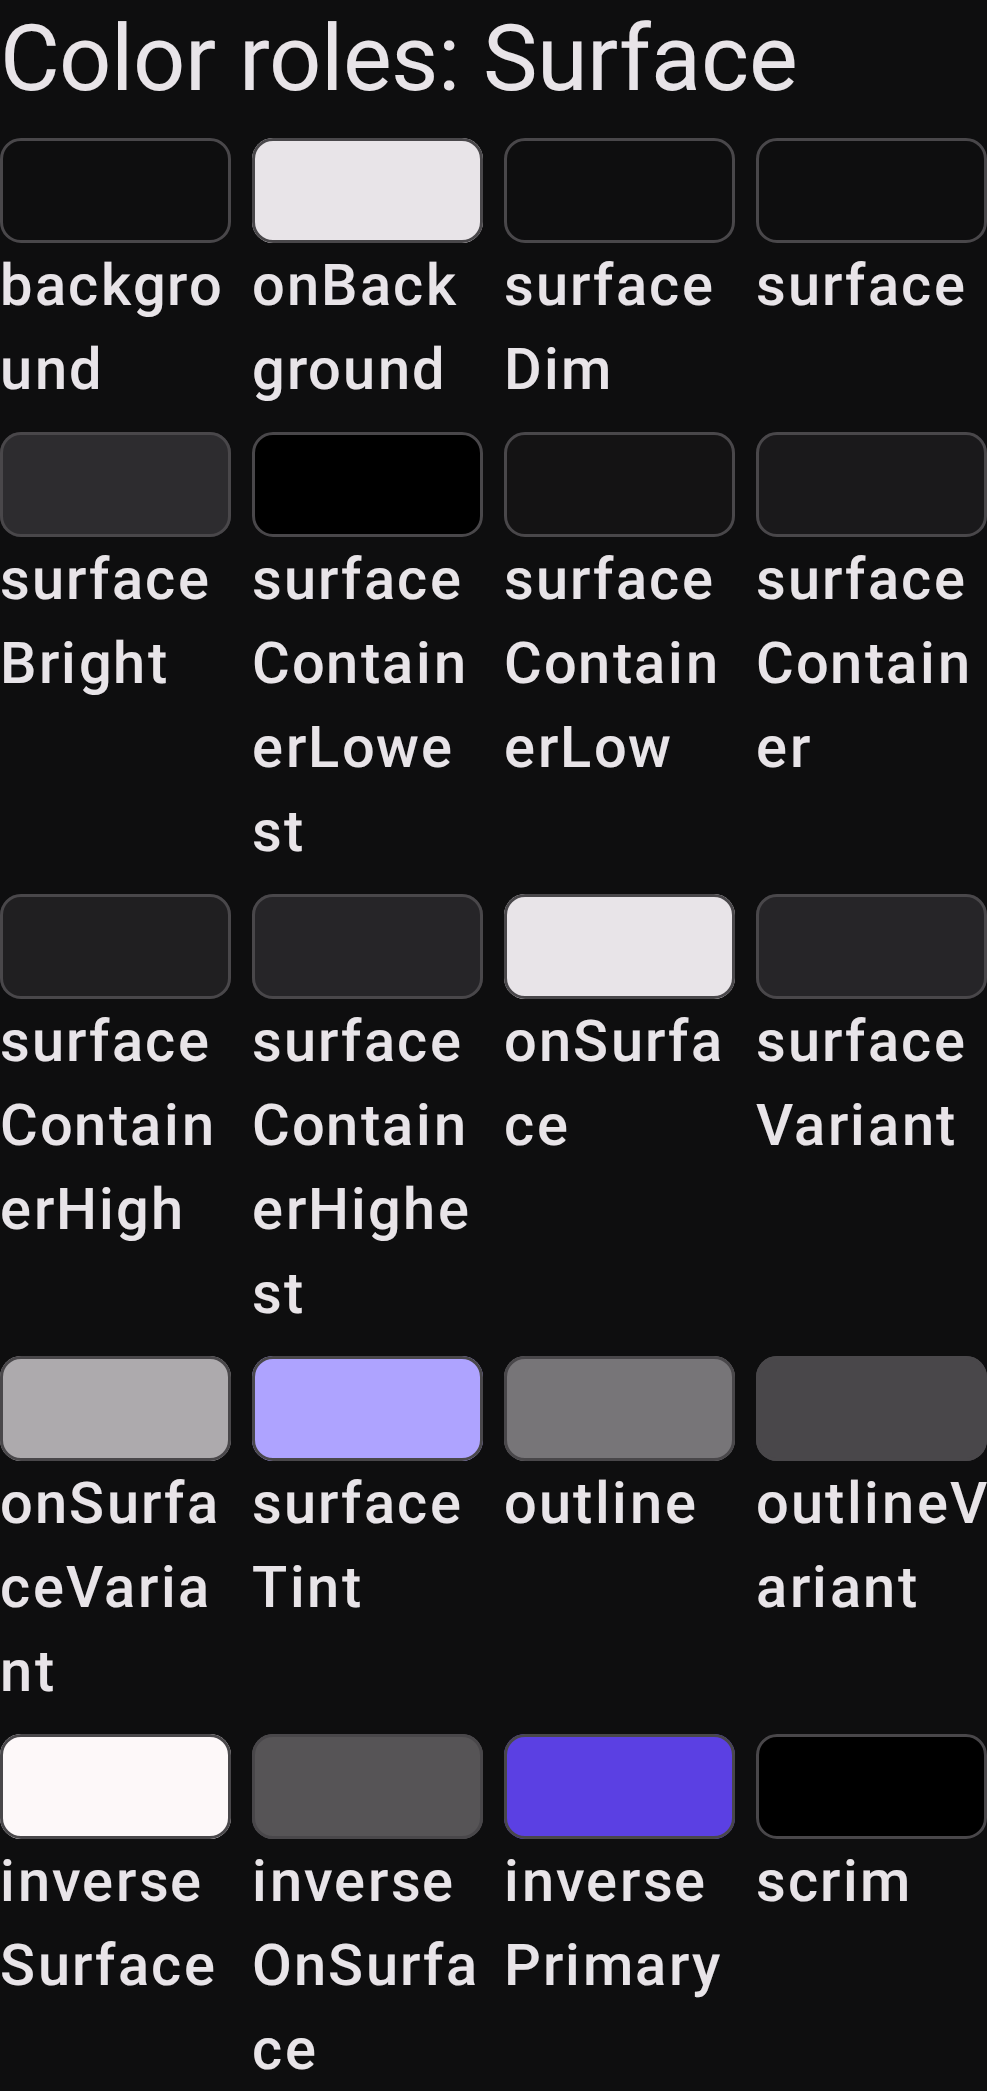 Color roles: Surface
backgro
und
onBack
ground
surface
Dim
surface
surface
Bright
surface
Contain
erLowe
st
surface
Contain
erLow
surface
Contain
er
surface
Contain
erHigh
surface
Contain
erHighe
st
onSurfa
ce
surface
Variant
onSurfa
ceVaria
nt
surface
Tint
outline
outlineV
ariant
inverse
Surface
inverse
OnSurfa
ce
inverse
Primary
scrim